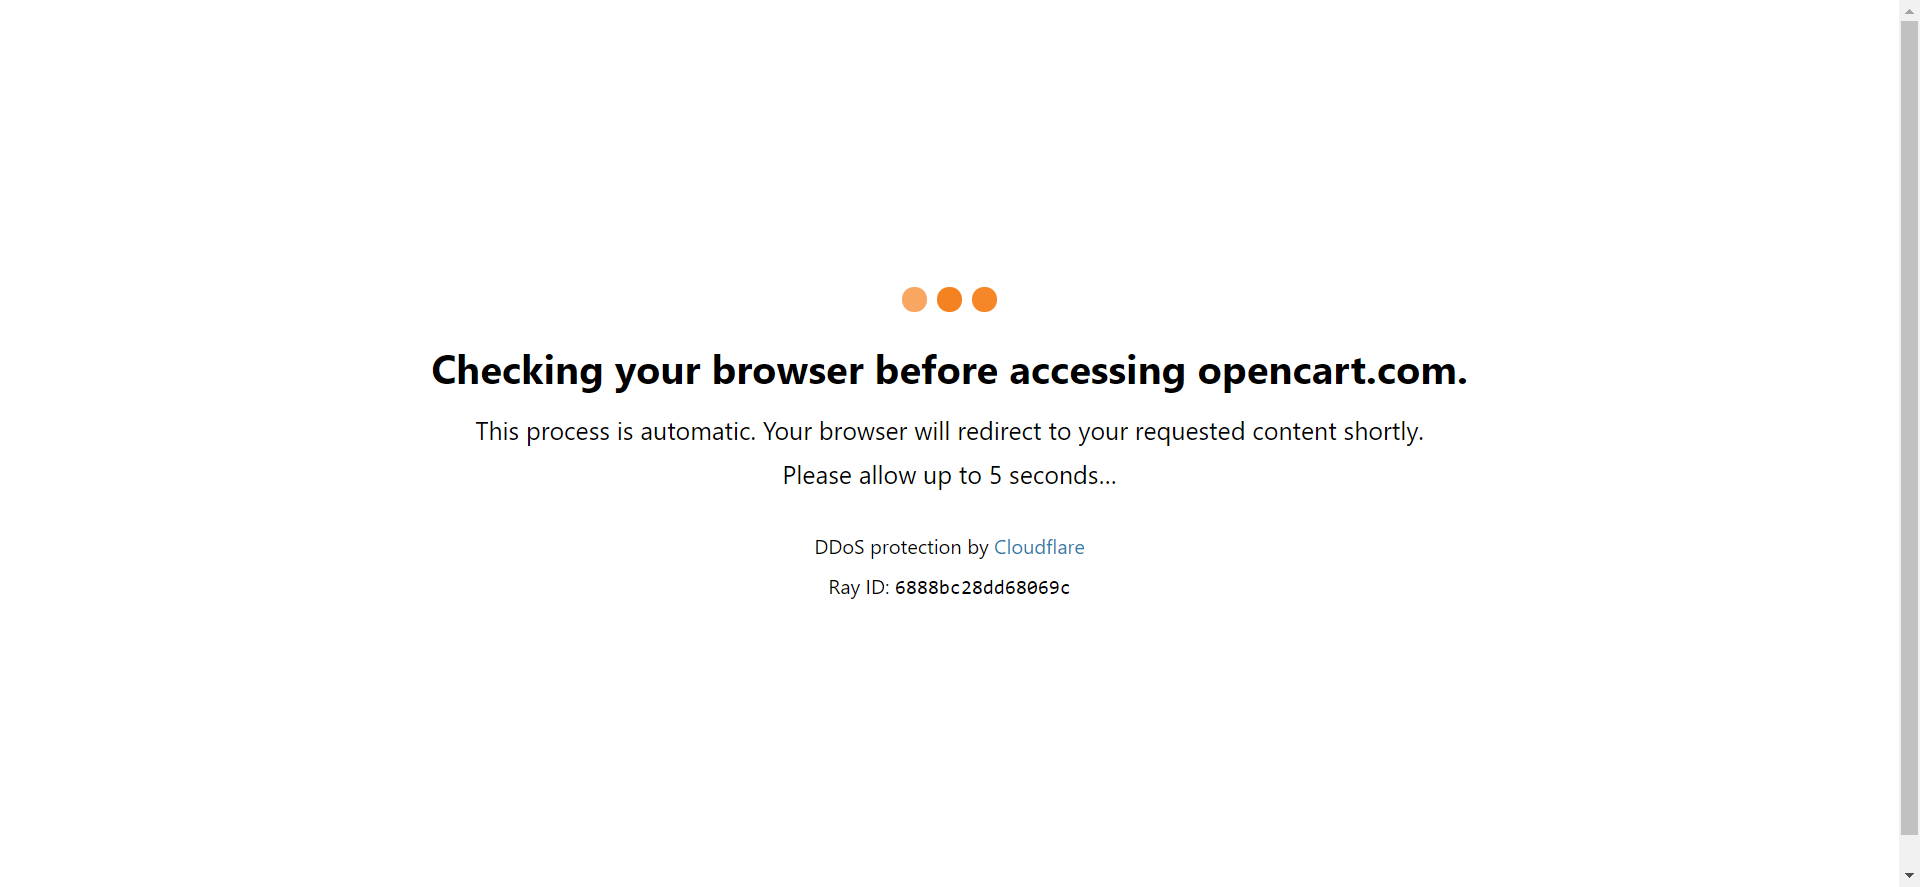 Checking your browser before accessing opencart.com.
This process is automatic. Your browser will redirect to your requested content shortly.
Please allow up to 5 seconds...
DDoS protection by Cloudflare
Ray ID: 6888bc28dd68069c